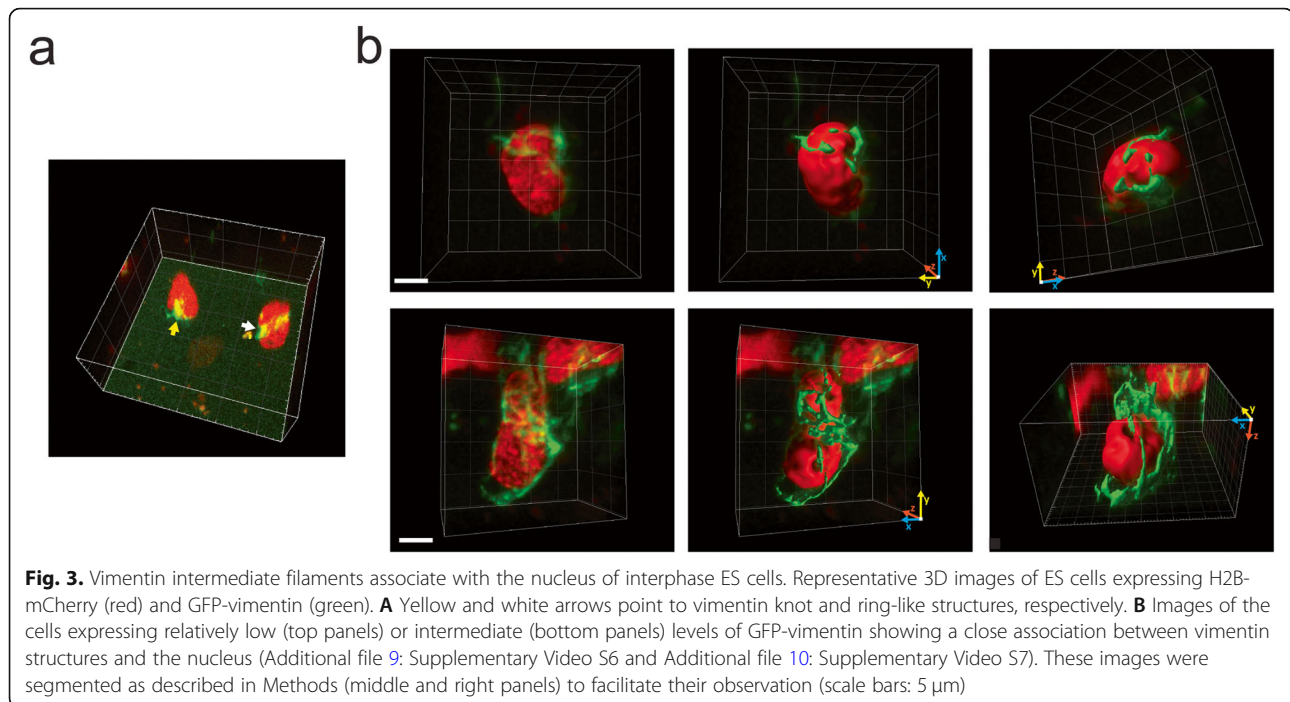 a
b
x
z
y
y
z
x
y
z
x
y
x
z
Fig. 3. Vimentin intermediate filaments associate with the nucleus of interphase ES cells. Representative 3D images of ES cells expressing H2B-
mCherry (red) and GFP-vimentin (green). A Yellow and white arrows point to vimentin knot and ring-like structures, respectively. B Images of the
cells expressing relatively low (top panels) or intermediate (bottom panels) levels of GFP-vimentin showing a close association between vimentin
structures and the nucleus (Additional file 9: Supplementary Video S6 and Additional file 10: Supplementary Video S7). These images were
segmented as described in Methods (middle and right panels) to facilitate their observation (scale bars: 5 μm)